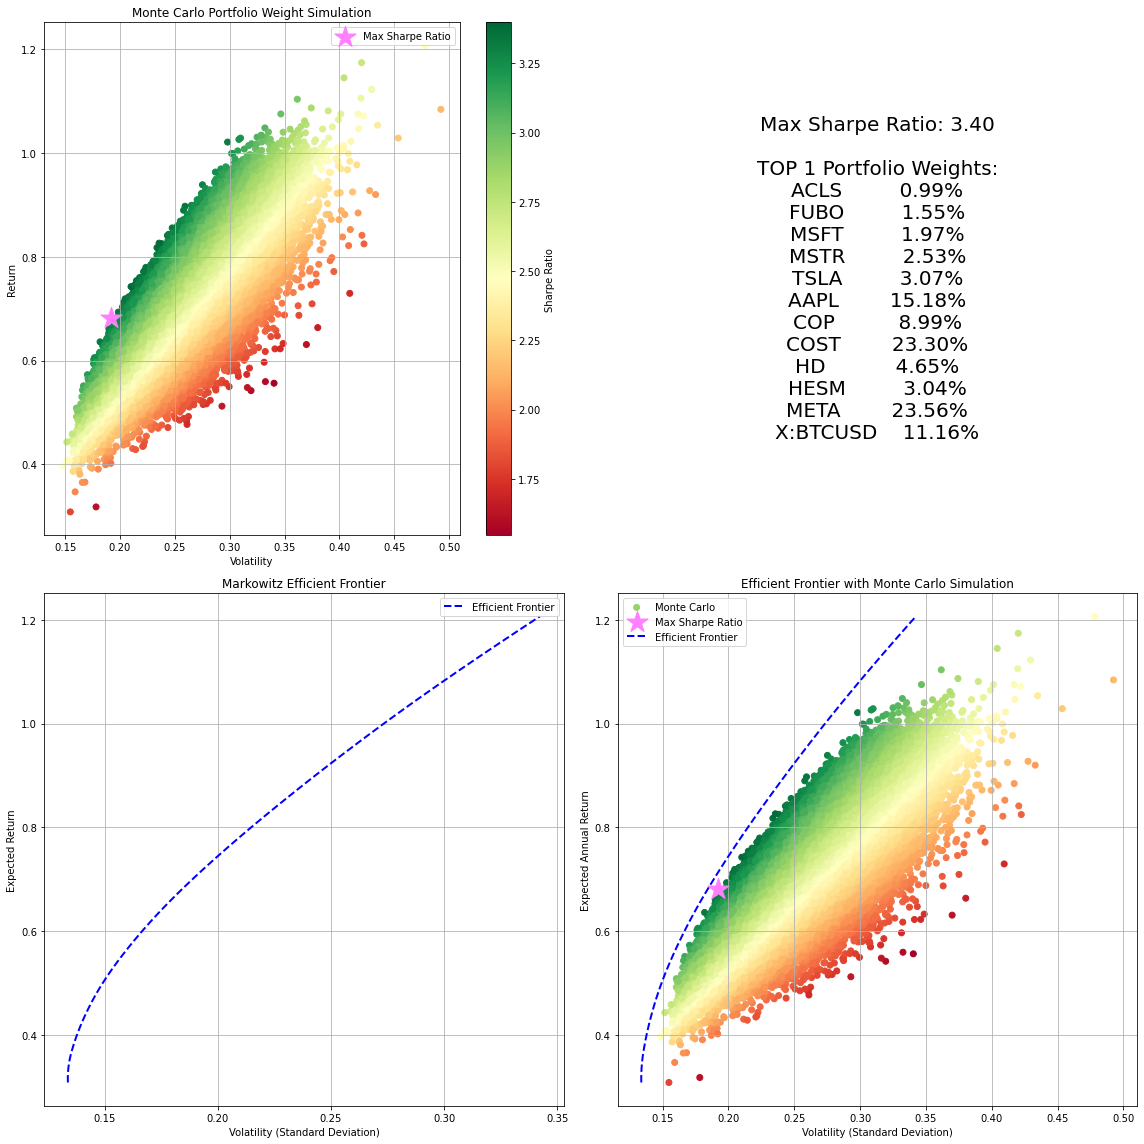 Monte Carlo Portfolio Weight Simulation
Max Sharpe Ratio
1.2
1.0
0.8
0.6
0.4
Return
0.15 0.20 0.25 0.30 0.35 0.40 0.45 0.50
Volatility
3.25
3.00
2.75
2.50
2.25
2.00
1.75
Sharpe Ratio
Max Sharpe Ratio: 3.40
TOP 1 Portfolio Weights:
ACLS 0.99%
FUBO 1.55%
MSFT 1.97%
MSTR 2.53%
TSLA 3.07%
AAPL 15.18%
COP 8.99%
COST 23.30%
HD 4.65%
HESM 3.04%
META 23.56%
X:BTCUSD 11.16%
Markowitz Efficient Frontier
Efficient Frontier
1.2
1.0
0.8
0.6
0.4
Expected Return
0.15 0.20 0.25 0.30 0.35
Volatility (Standard Deviation)
Efficient Frontier with Monte Carlo Simulation
Monte Carlo
Max Sharpe Ratio
Efficient Frontier
1.2
1.0
0.8
0.6
0.4
Expected Annual Return
0.15 0.20 0.25 0.30 0.35 0.40 0.45 0.50
Volatility (Standard Deviation)